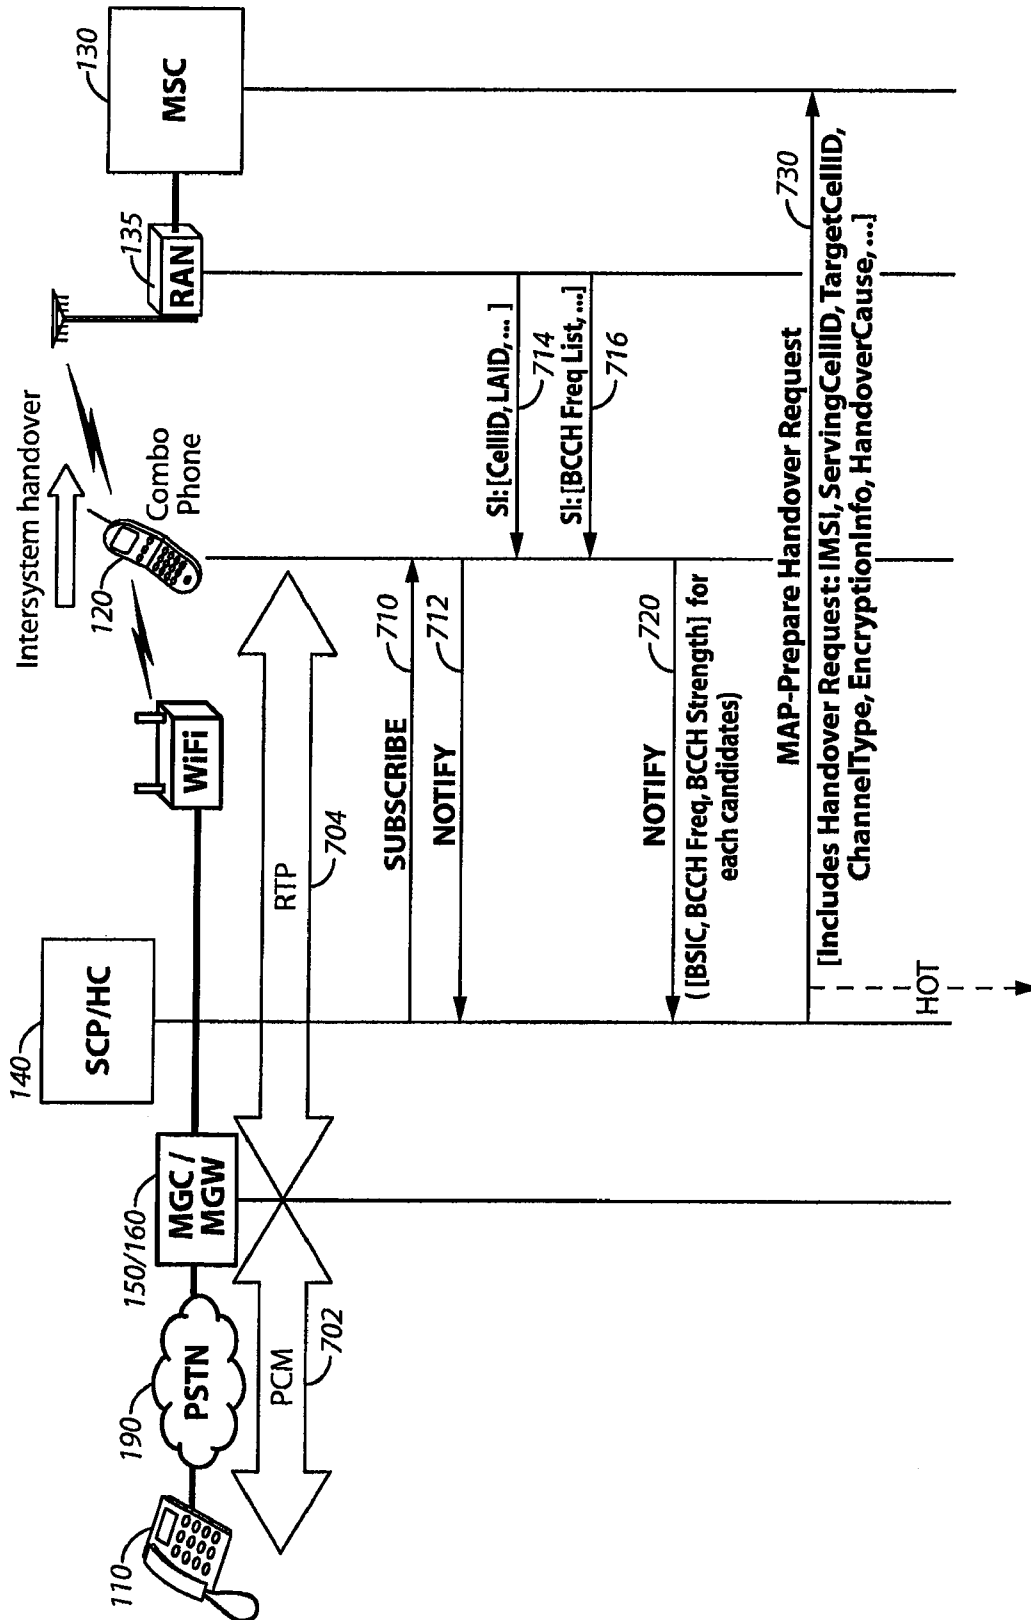 Intersystem handover
110
190
PSTN
150/160
MGC /
MGW
140
SCP/HC
WiFi
120
Combo
Phone
135
RAN
130
MSC
PCM
702
RTP
704
SUBSCRIBE
710
NOTIFY
712
SI: [CellID, LAID, ... ]
714
SI: [BCCH Freq List, ...]
716
NOTIFY
720
( [BSIC, BCCH Freq, BCCH Strength] for
each candidates)
MAP-Prepare Handover Request
730
[Includes Handover Request: IMSI, ServingCellID, TargetCellID,
ChannelType, EncryptionInfo, HandoverCause, ...]
HOT